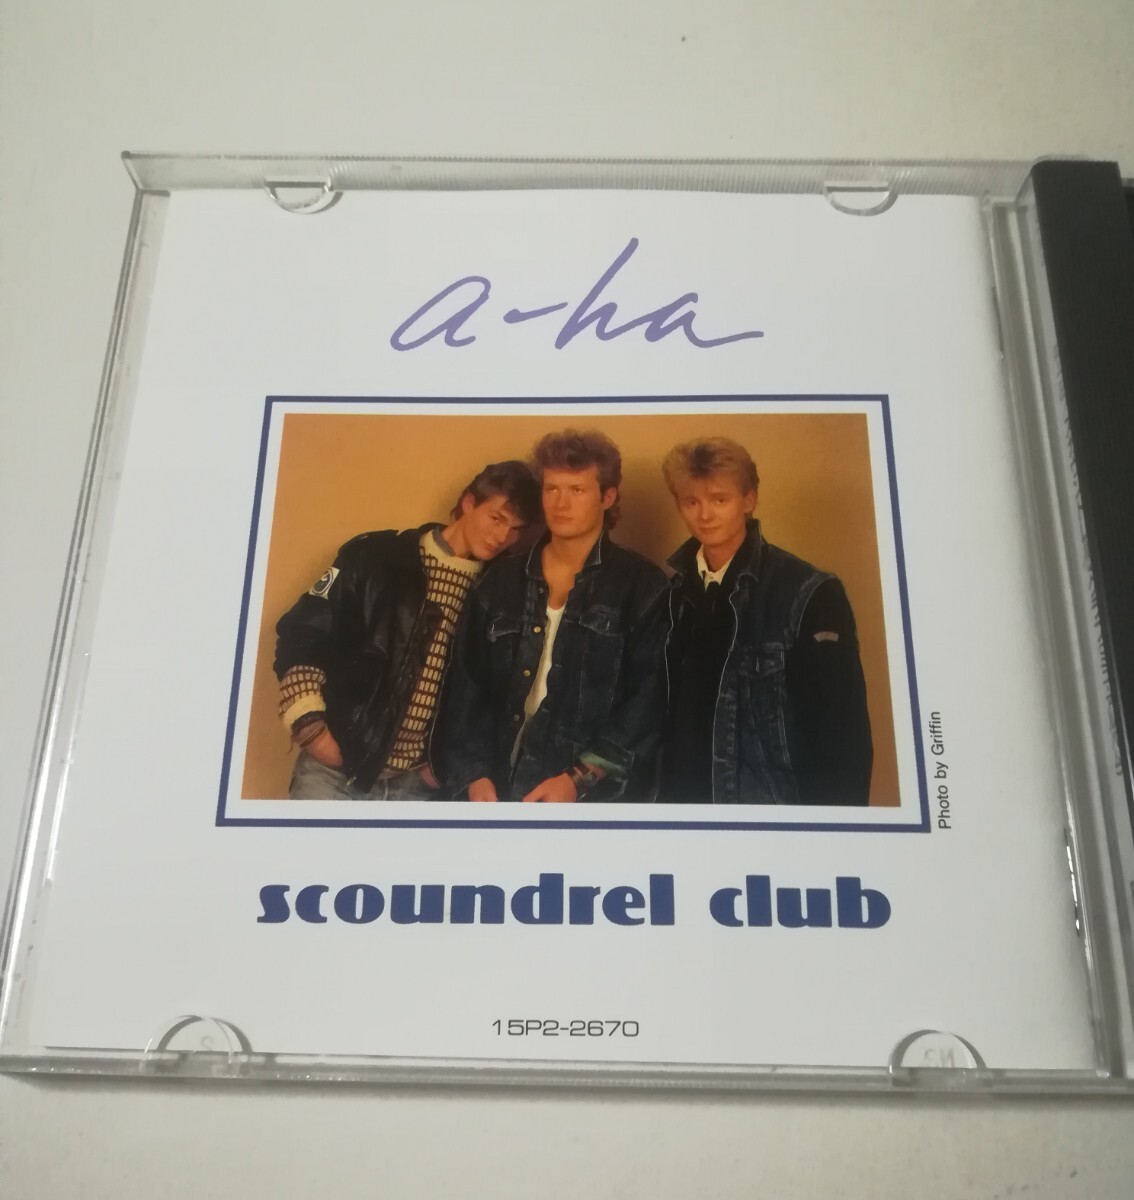 a-ha
Photo by Griffin
scoundrel club
15P2-2670